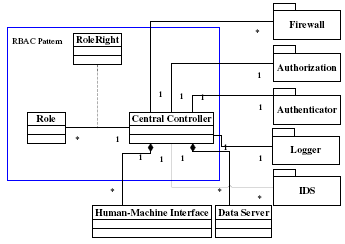 Firewall
RBAC Pattern
RoleRight
*
Authorization
1
1
1
1
Authenticator
1
Role
Central Controller
*
1
1
Logger
1
1
1
1
*
*
*
IDS
Human-Machine Interface
Data Server